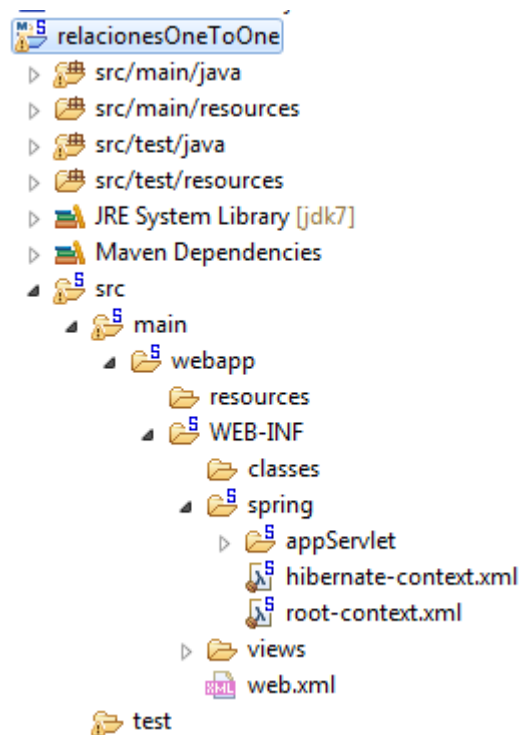 relacionesOneToOne
src/main/java
src/main/resources
src/test/java
src/test/resources
JRE System Library [jdk7]
Maven Dependencies
src
main
webapp
resources
WEB-INF
classes
spring
appServlet
hibernate-context.xml
root-context.xml
views
web.xml
test